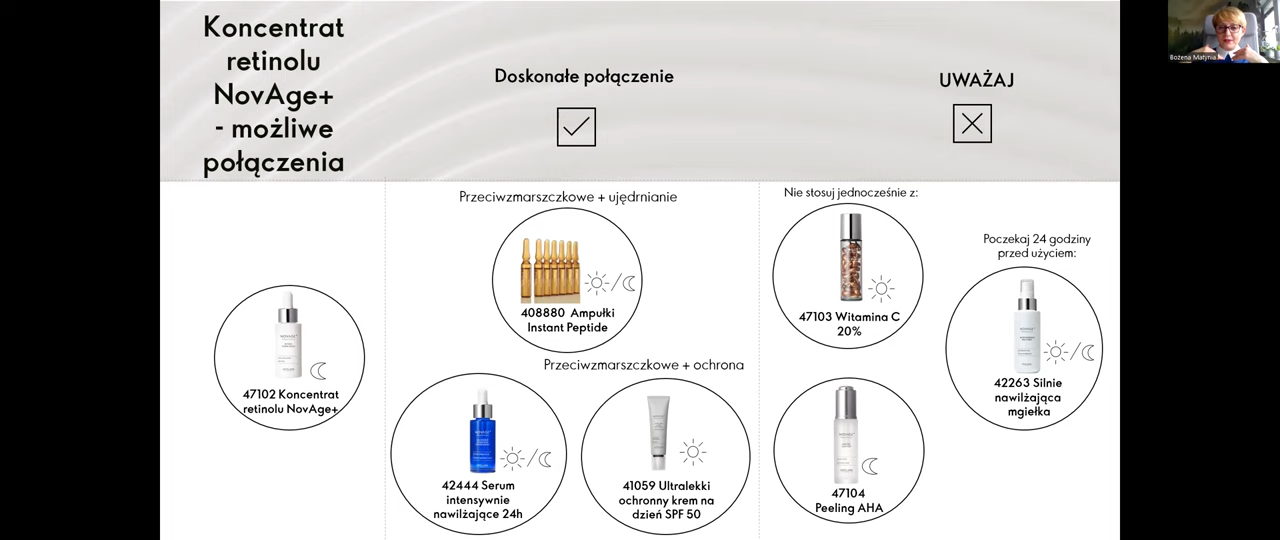 Koncentrat
retinolu
NovAge+
- możliwe
połączenia
Doskonałe połączenie
UWAŻAJ
Bożena Matynia
Przeciwzmarszczkowe + ujędrnianie
408880 Ampułki
Instant Peptide
Przeciwzmarszczkowe + ochrona
47102 Koncentrat
retinolu NovAge+
42444 Serum
intensywnie
nawilżające 24h
41059 Ultralekki
ochronny krem na
dzień SPF 50
Nie stosuj jednocześnie z:
47103 Witamina C
20%
47104
Peeling AHA
Poczekaj 24 godziny
przed użyciem:
42263 Silnie
nawilżająca
mgiełka